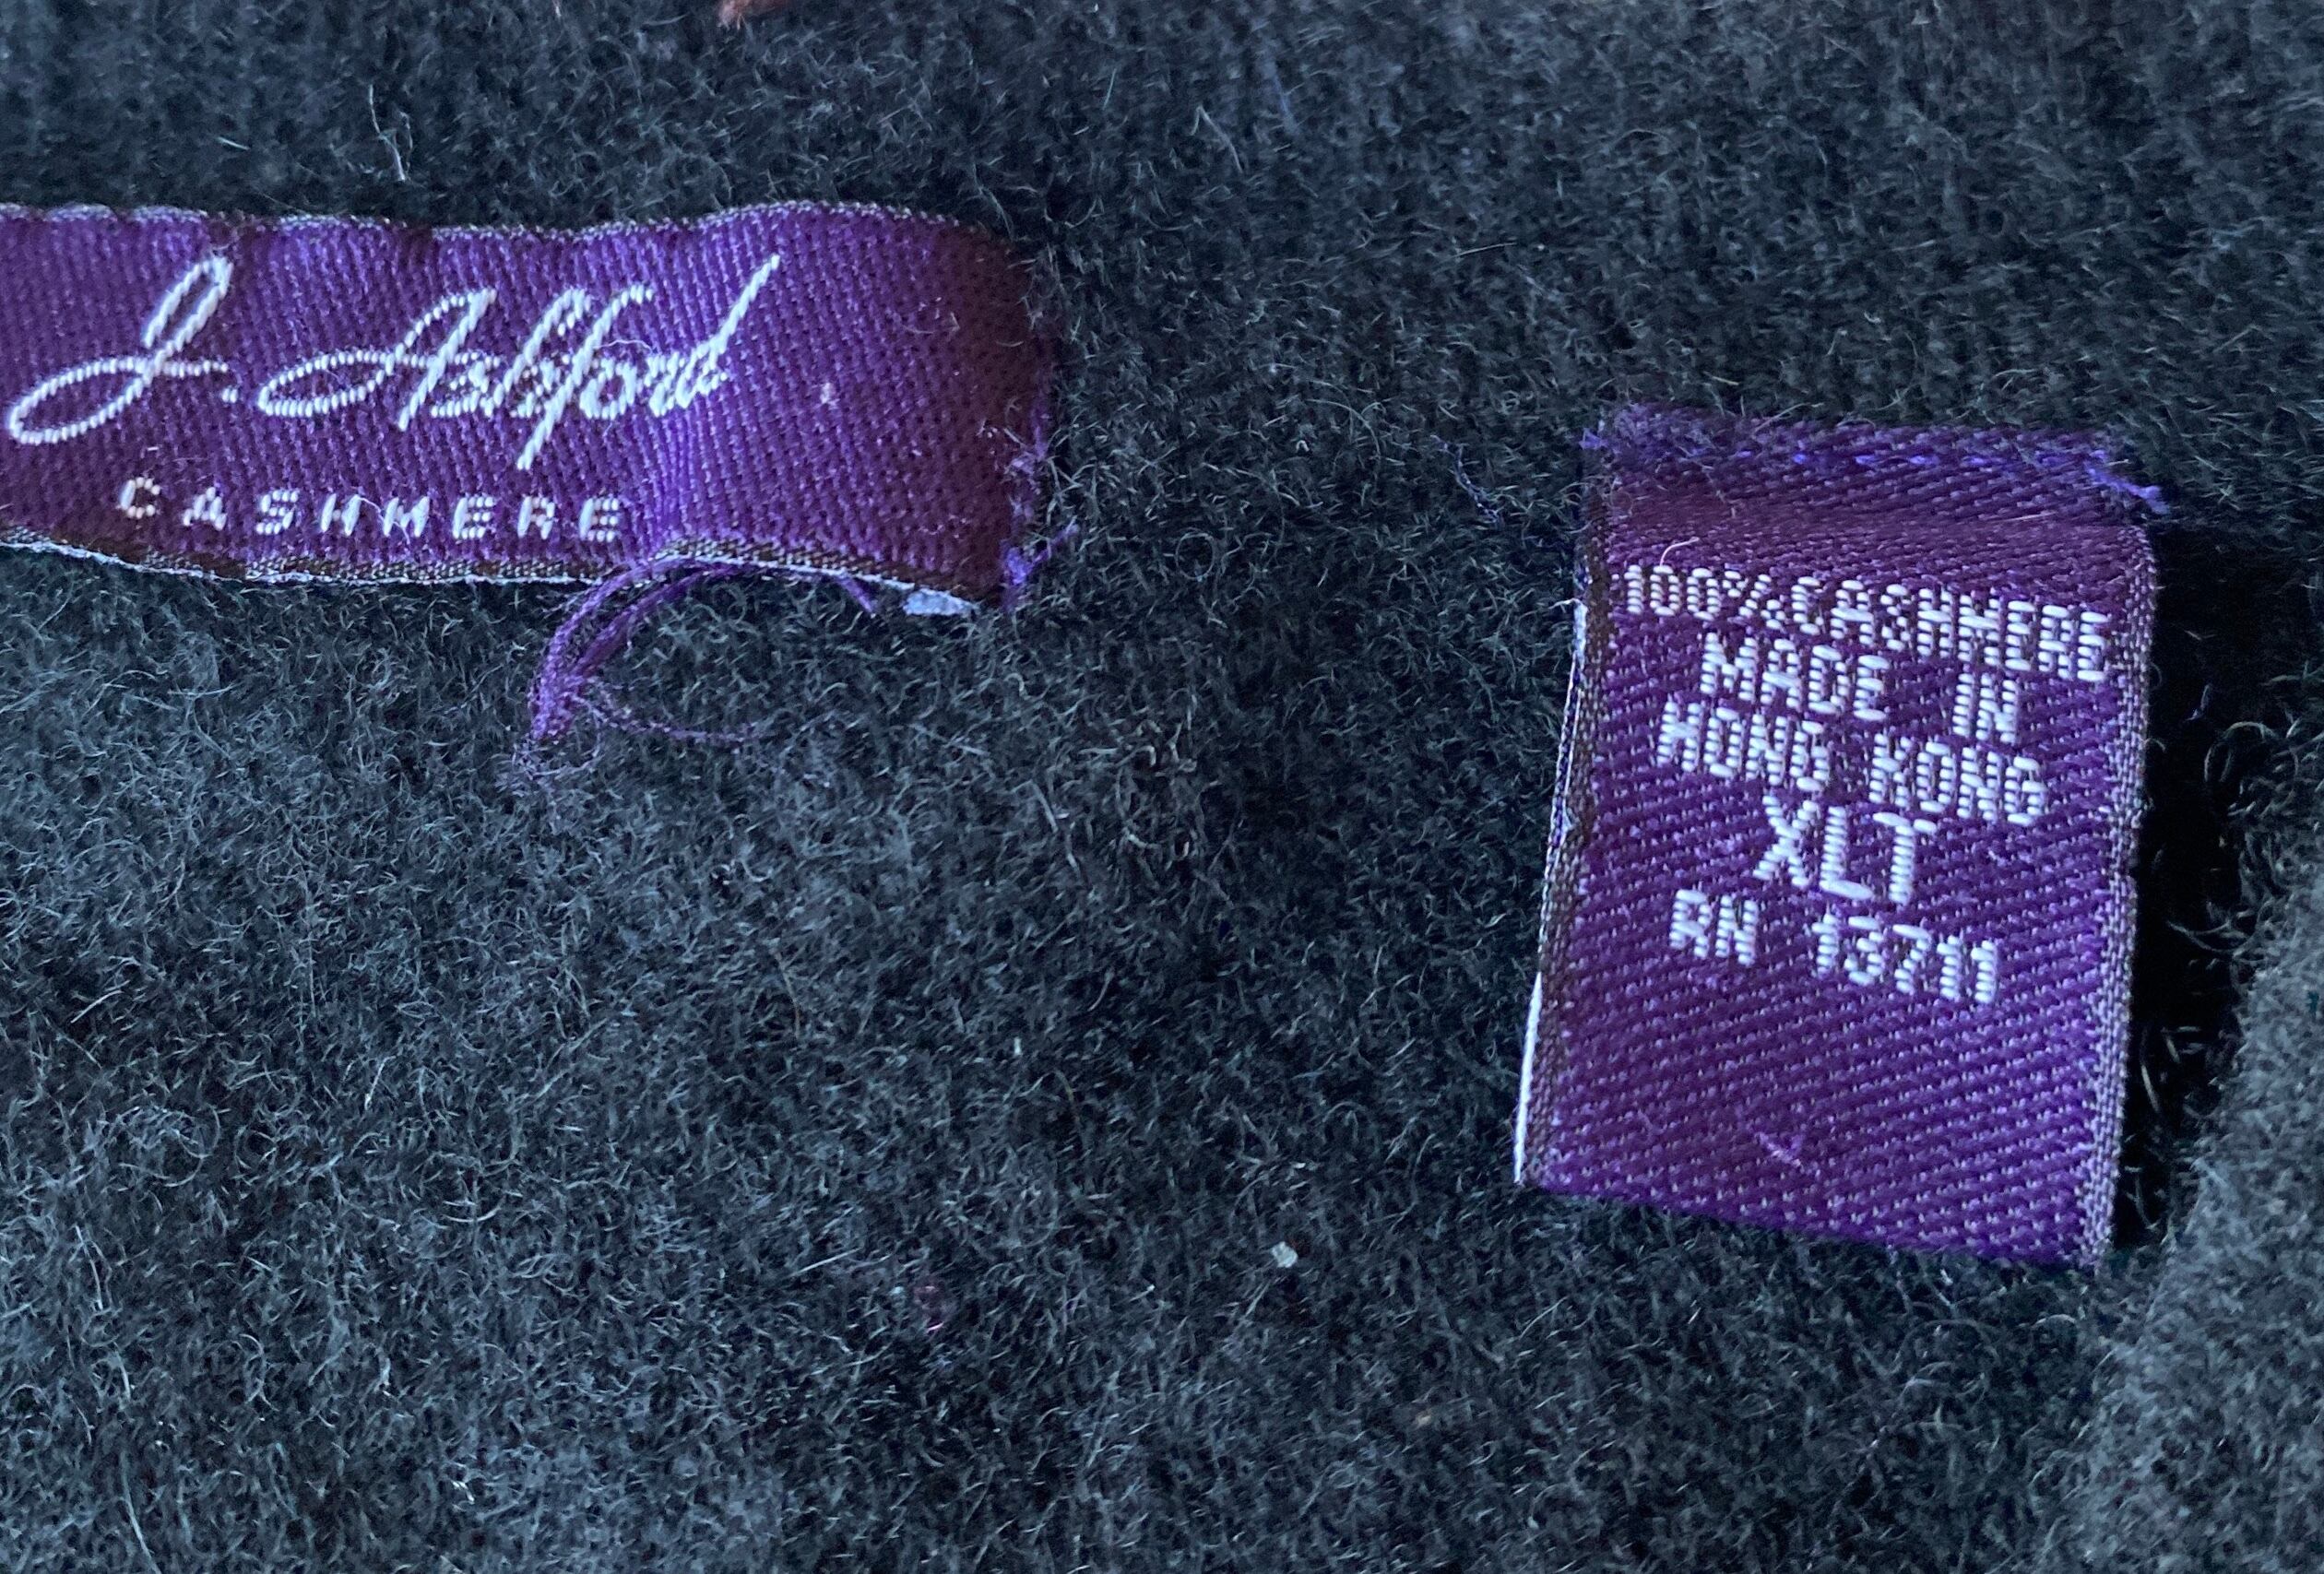 J. Ashford
CASHMERE
100%CASHMERE
MADE IN
HONG KONG
XLT
RN 13711